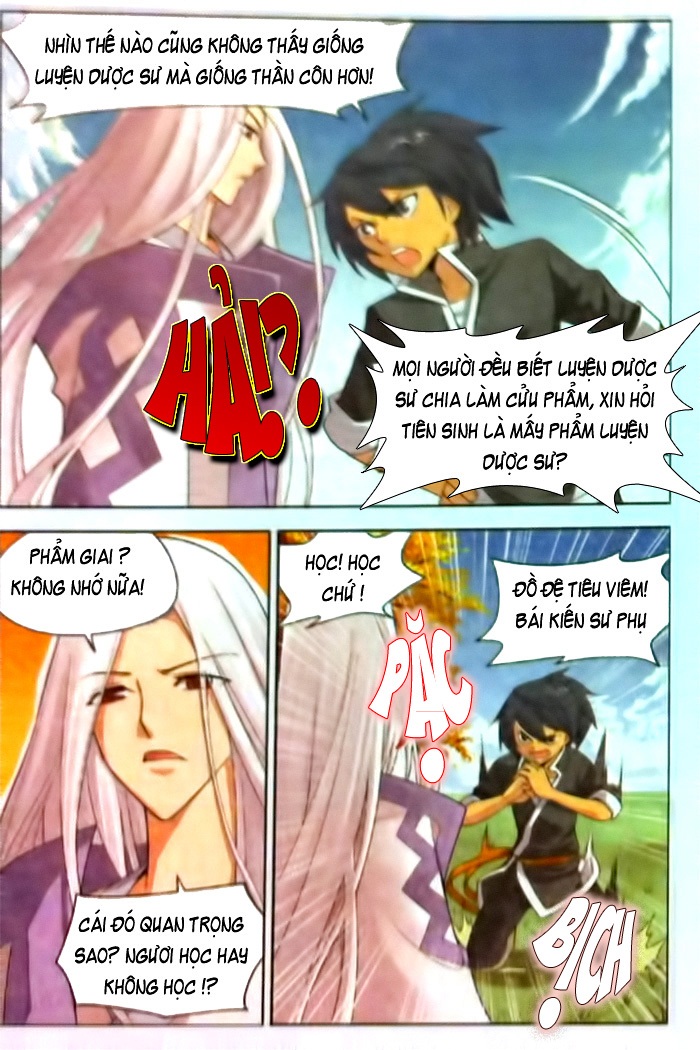 NHÌN THẾ NÀO CŨNG KHÔNG THẤY GIỐNG
LUYỆN DƯỢC SƯ MÀ GIỐNG THẦN CÔN HƠN!
HẢ!?
MỌI NGƯỜI ĐỀU BIẾT LUYỆN DƯỢC
SƯ CHIA LÀM CỬU PHẨM, XIN HỎI
TIÊN SINH LÀ MẤY PHẨM LUYỆN
DƯỢC SƯ?
PHẨM GIAI ?
KHÔNG NHỚ NỮA!
CÁI ĐÓ QUAN TRỌNG
SAO? NGƯƠI HỌC HAY
KHÔNG HỌC !?
HỌC! HỌC
CHỨ !
ĐỒ ĐỆ TIÊU VIÊM!
BÁI KIẾN SƯ PHỤ
PẶC
BỊCH